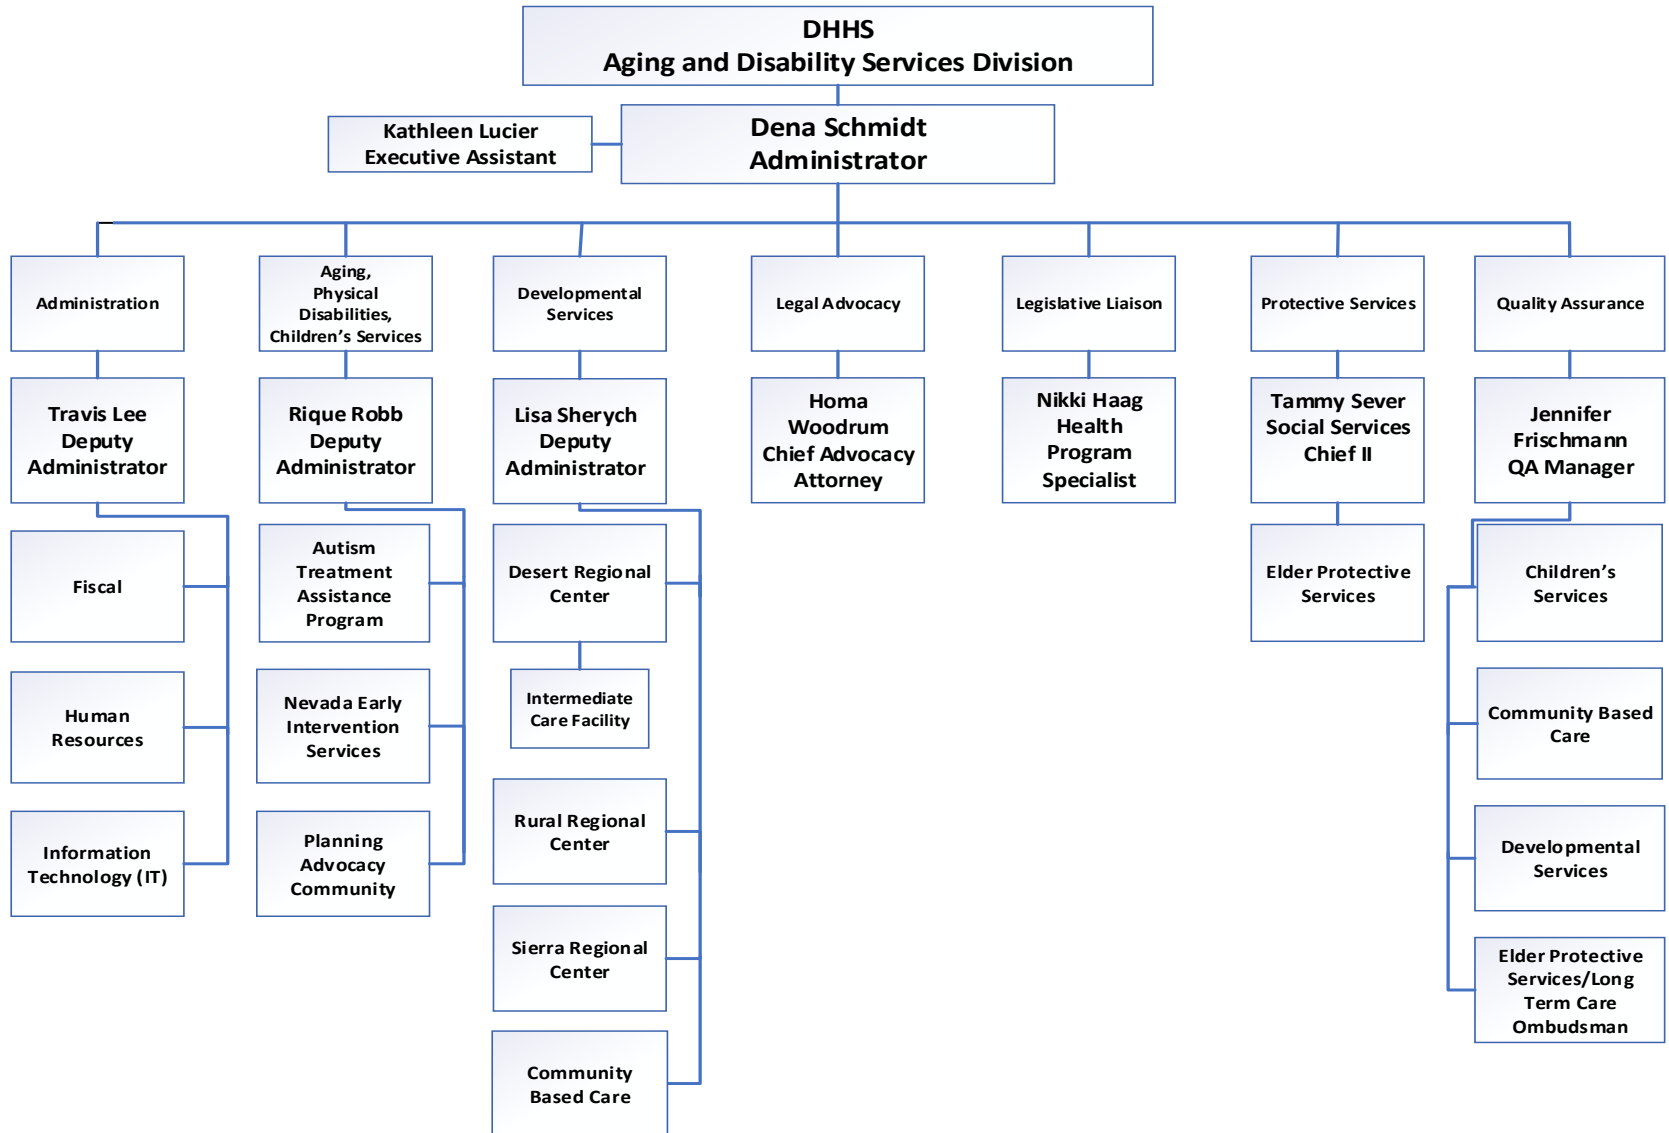 DHHS
Aging and Disability Services Division
Kathleen Lucier
Executive Assistant
Dena Schmidt
Administrator
Administration
Aging,
Physical
Disabilities,
Children's Services
Developmental
Services
Legal Advocacy
Legislative Liaison
Protective Services
Quality Assurance
Travis Lee
Deputy
Administrator
Rique Robb
Deputy
Administrator
Lisa Sherych
Deputy
Administrator
Homa
Woodrum
Chief Advocacy
Attorney
Nikki Haag
Health
Program
Specialist
Tammy Sever
Social Services
Chief II
Jennifer
Frischmann
QA Manager
Fiscal
Autism
Treatment
Assistance
Program
Desert Regional
Center
Elder Protective
Services
Children's
Services
Human
Resources
Nevada Early
Intervention
Services
Intermediate
Care Facility
Community Based
Care
Information
Technology (IT)
Planning
Advocacy
Community
Rural Regional
Center
Developmental
Services
Sierra Regional
Center
Elder Protective
Services/Long
Term Care
Ombudsman
Community
Based Care